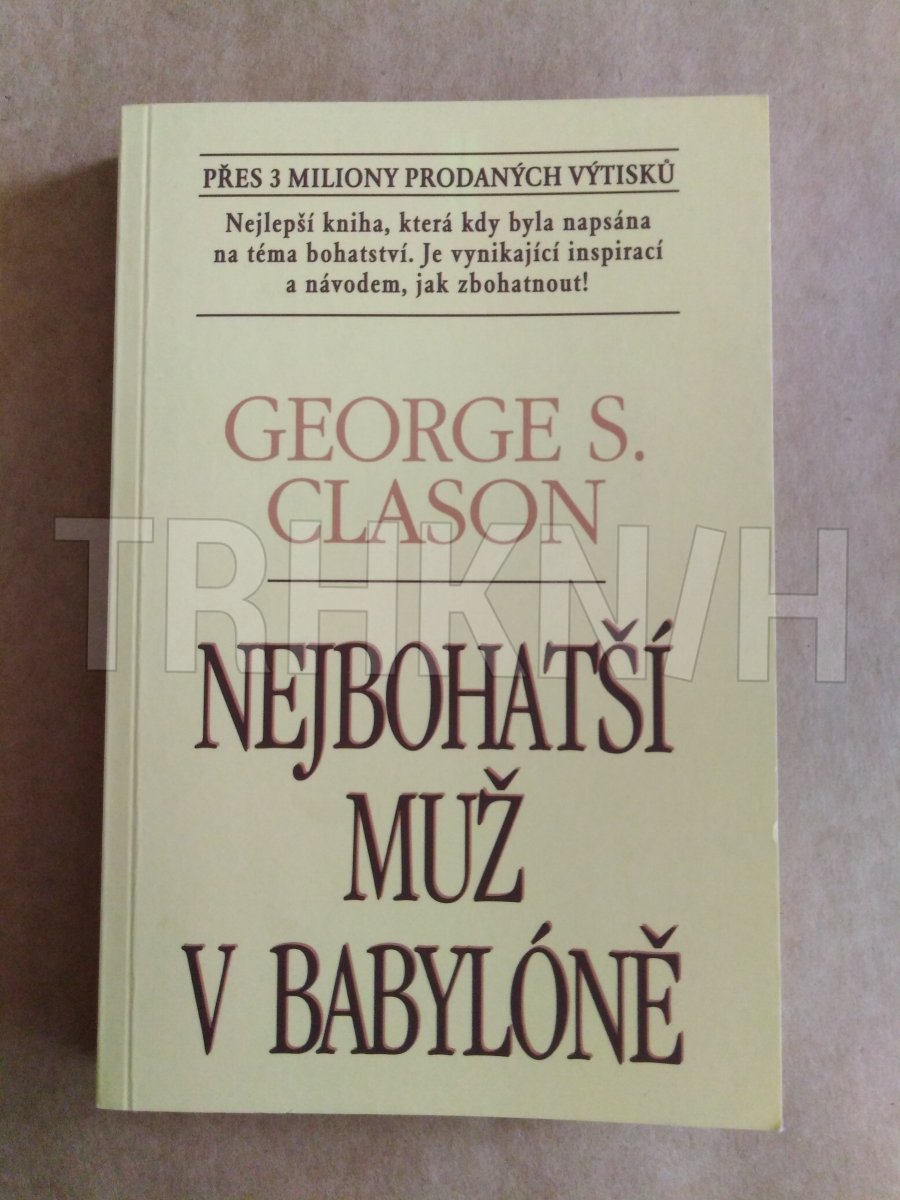 PŘES 3 MILIONY PRODANÝCH VÝTISKŮ
Nejlepší kniha, která kdy byla napsána
na téma bohatství. Je vynikající inspirací
a návodem, jak zbohatnout!
GEORGE S.
CLASON
TRHKN/H
NEJBOHATŠÍ
MUŽ
V BABYLÓNĚ